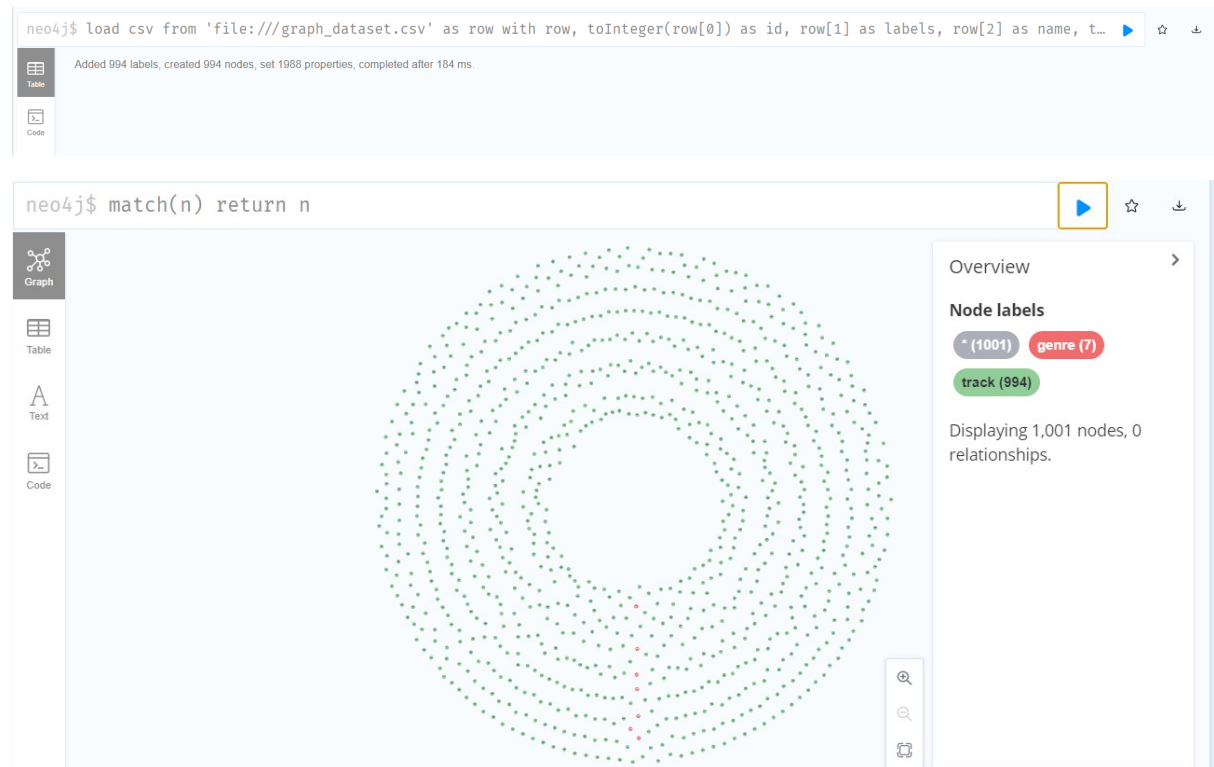 neo4j$ load csv from 'file:///graph_dataset.csv' as row with row, toInteger(row[0]) as id, row[1] as labels, row[2] as name, t…
Table
Added 994 labels, created 994 nodes, set 1988 properties, completed after 184 ms.
Code
neo4j$ match(n) return n
Graph
Table
Text
Code
Overview
Node labels
* (1001) genre (7)
track (994)
Displaying 1,001 nodes, 0
relationships.